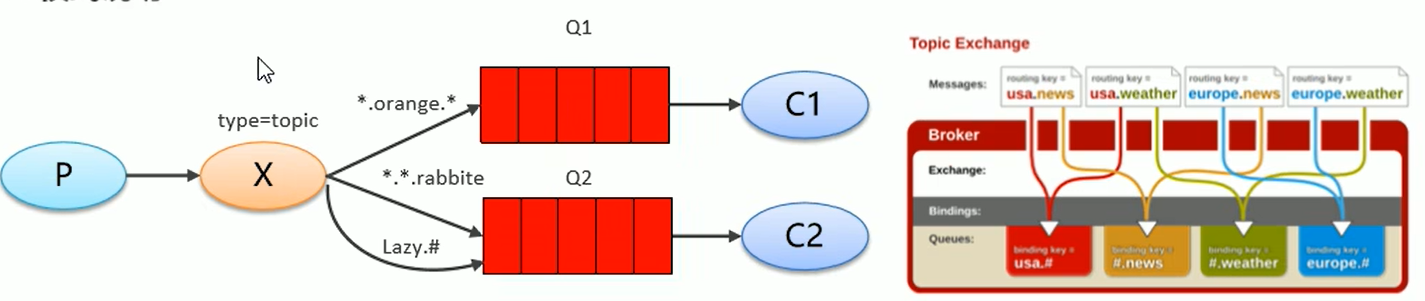 Q1
*.orange.*
type=topic
C1
P
X
*.*.rabbite
Q2
Lazy.#
C2
Topic Exchange
Messages:
routing key =
usa.news
routing key =
usa.weather
routing key =
europe.news
routing key =
europe.weather
Broker
Exchange:
Bindings:
Queues:
binding key =
usa.#
binding key =
#.news
binding key =
#.weather
binding key =
europe.#